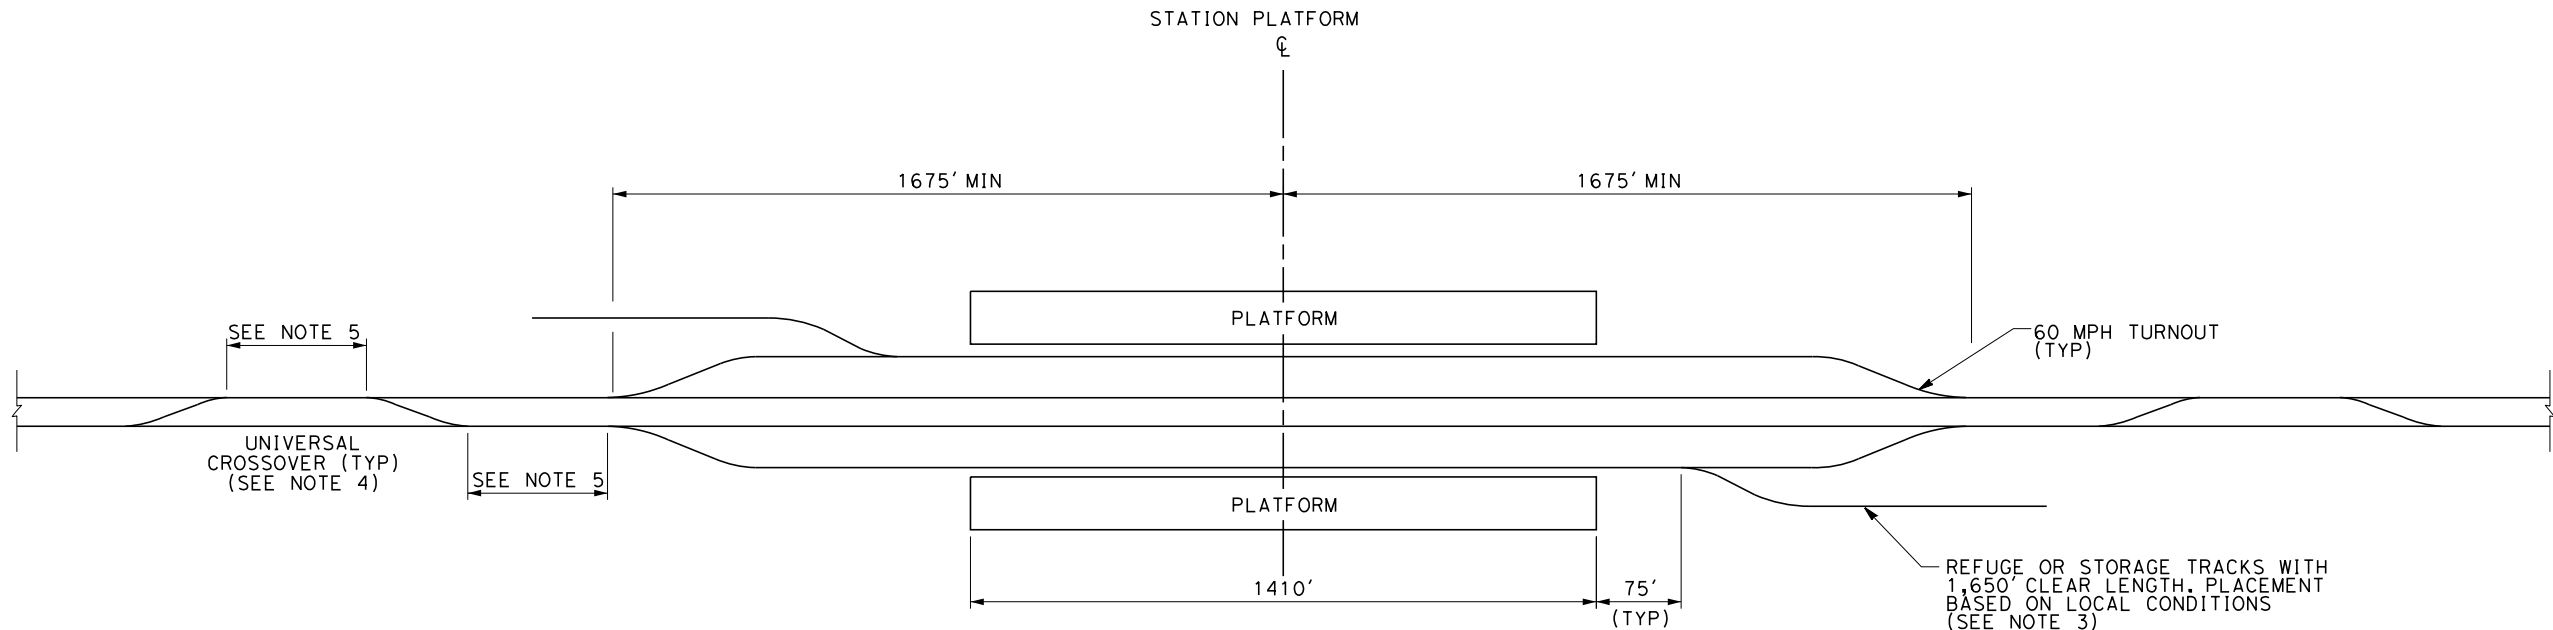 STATION PLATFORM
℄
1675' MIN
1675' MIN
PLATFORM
SEE NOTE 5
60 MPH TURNOUT
(TYP)
UNIVERSAL
CROSSOVER (TYP)
(SEE NOTE 4)
SEE NOTE 5
PLATFORM
1410'
75'
(TYP)
REFUGE OR STORAGE TRACKS WITH
1,650' CLEAR LENGTH. PLACEMENT
BASED ON LOCAL CONDITIONS
(SEE NOTE 3)